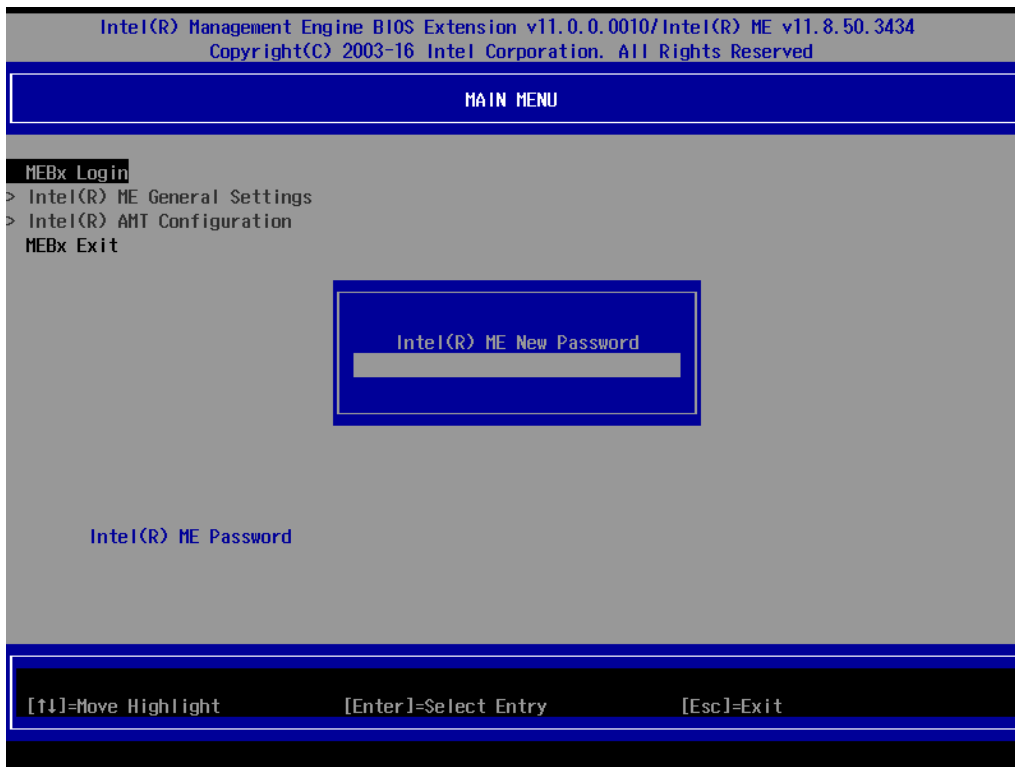 Intel(R) Management Engine BIOS Extension v11.0.0.0010/Intel(R) ME v11.8.50.3434
Copyright(C) 2003-16 Intel Corporation. All Rights Reserved
MAIN MENU
MEBx Login
> Intel(R) ME General Settings
> Intel(R) AMT Configuration
MEBx Exit
Intel(R) ME New Password
Intel(R) ME Password
[↑↓]=Move Highlight [Enter]=Select Entry [Esc]=Exit